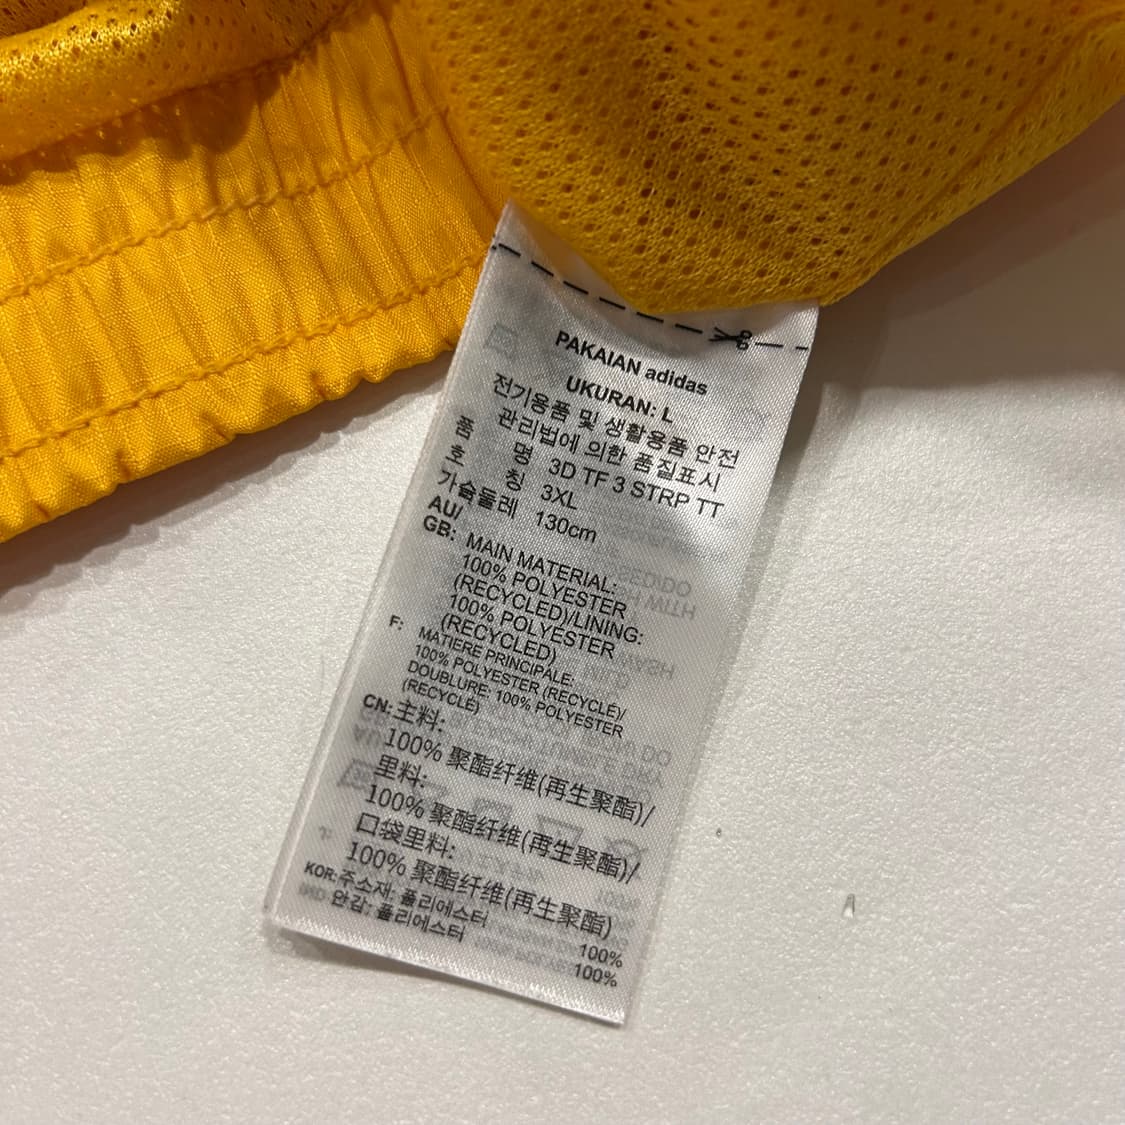 PAKAIAN adidas
UKURAN: L
전기용품 및 생활용품 안전
관리법에 의한 품질표시
품 명 3D TF 3 STRP TT
호 칭 3XL
가슴둘레 130cm
AU/
GB: MAIN MATERIAL:
100% POLYESTER
(RECYCLED)/LINING:
100% POLYESTER
(RECYCLED)
F: MATIERE PRINCIPALE:
100% POLYESTER (RECYCLÉ)/
DOUBLURE: 100% POLYESTER
(RECYCLÉ)
CN: 主料:
100% 聚酯纤维(再生聚酯)/
里料:
100% 聚酯纤维(再生聚酯)/
口袋里料:
100% 聚酯纤维(再生聚酯)
KOR: 주소재: 폴리에스터 100%
안감: 폴리에스터 100%